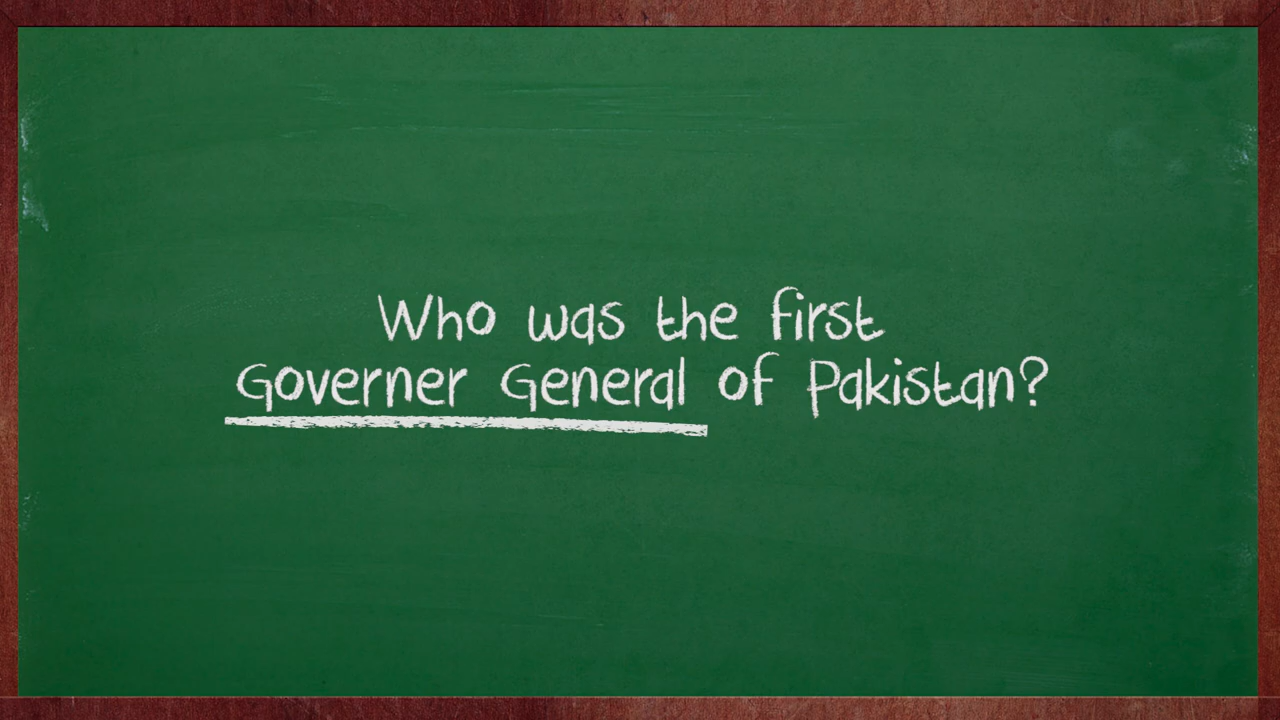 Who was the first
Governer General of Pakistan?